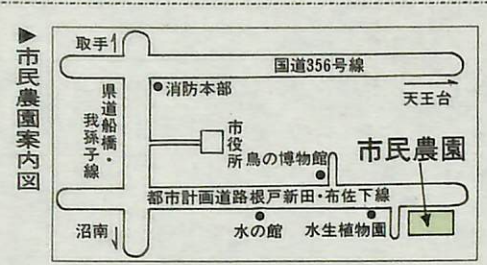 ▶市民農園案内図
取手↑
国道356号線
天王台
消防本部
県道船橋・
我孫子線
市役所
鳥の博物館
市民農園
都市計画道路根戸新田・布佐下線
沼南
水の館
水生植物園